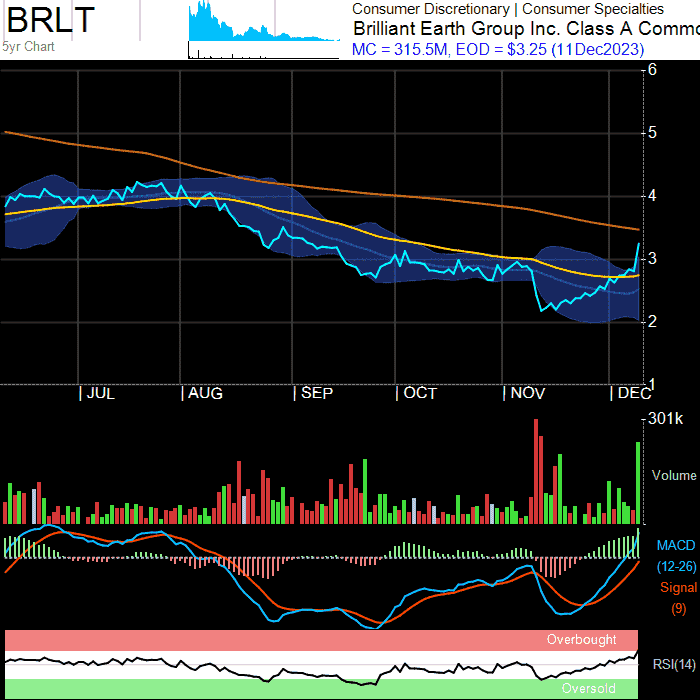 BRLT
5yr Chart
Consumer Discretionary | Consumer Specialties
Brilliant Earth Group Inc. Class A Commo
MC = 315.5M, EOD = $3.25 (11Dec2023)
6
5
4
3
2
1
| JUL | AUG | SEP | OCT | NOV | DEC
301k
Volume
MACD
(12-26)
Signal
(9)
Overbought
RSI(14)
Oversold